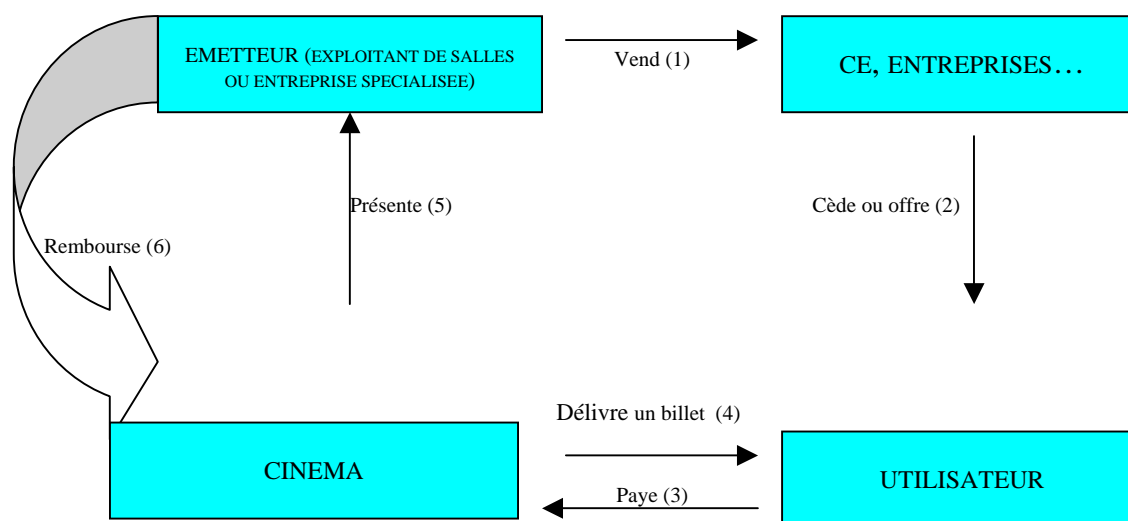 EMETTEUR (EXPLOITANT DE SALLES
OU ENTREPRISE SPECIALISEE)
Vend (1)
CE, ENTREPRISES…
Présente (5)
Cède ou offre (2)
Rembourse (6)
Délivre un billet (4)
CINEMA
UTILISATEUR
Paye (3)